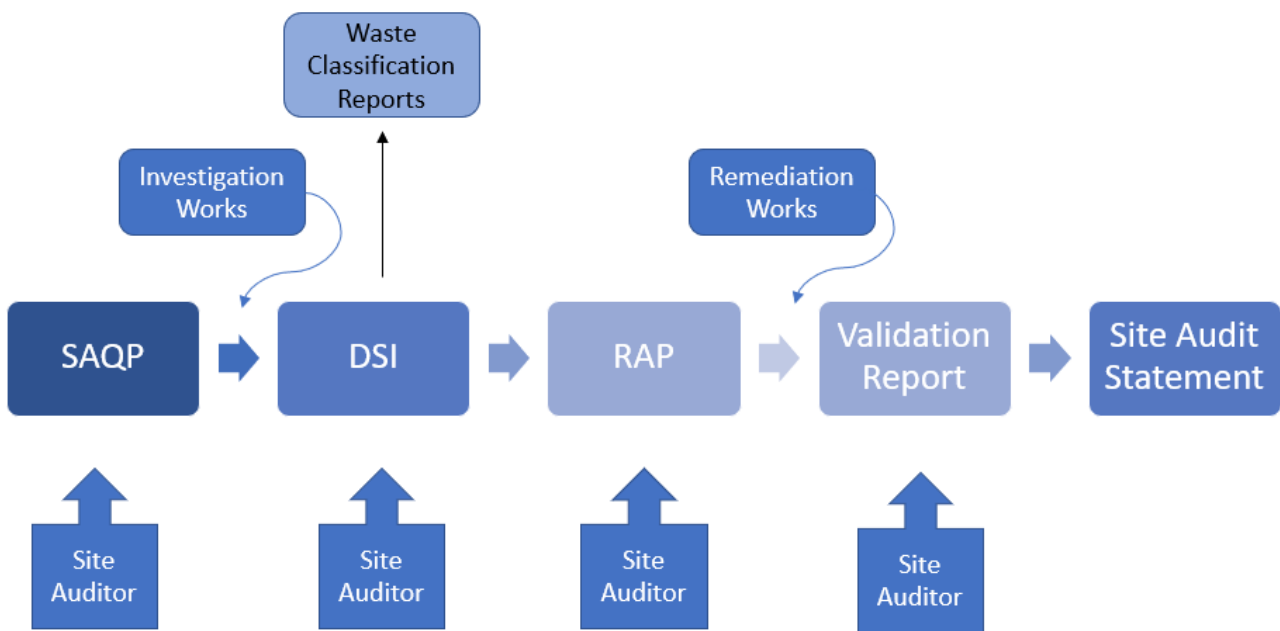 Waste
Classification
Reports
Investigation
Works
Remediation
Works
SAQP
DSI
RAP
Validation
Report
Site Audit
Statement
Site
Auditor
Site
Auditor
Site
Auditor
Site
Auditor